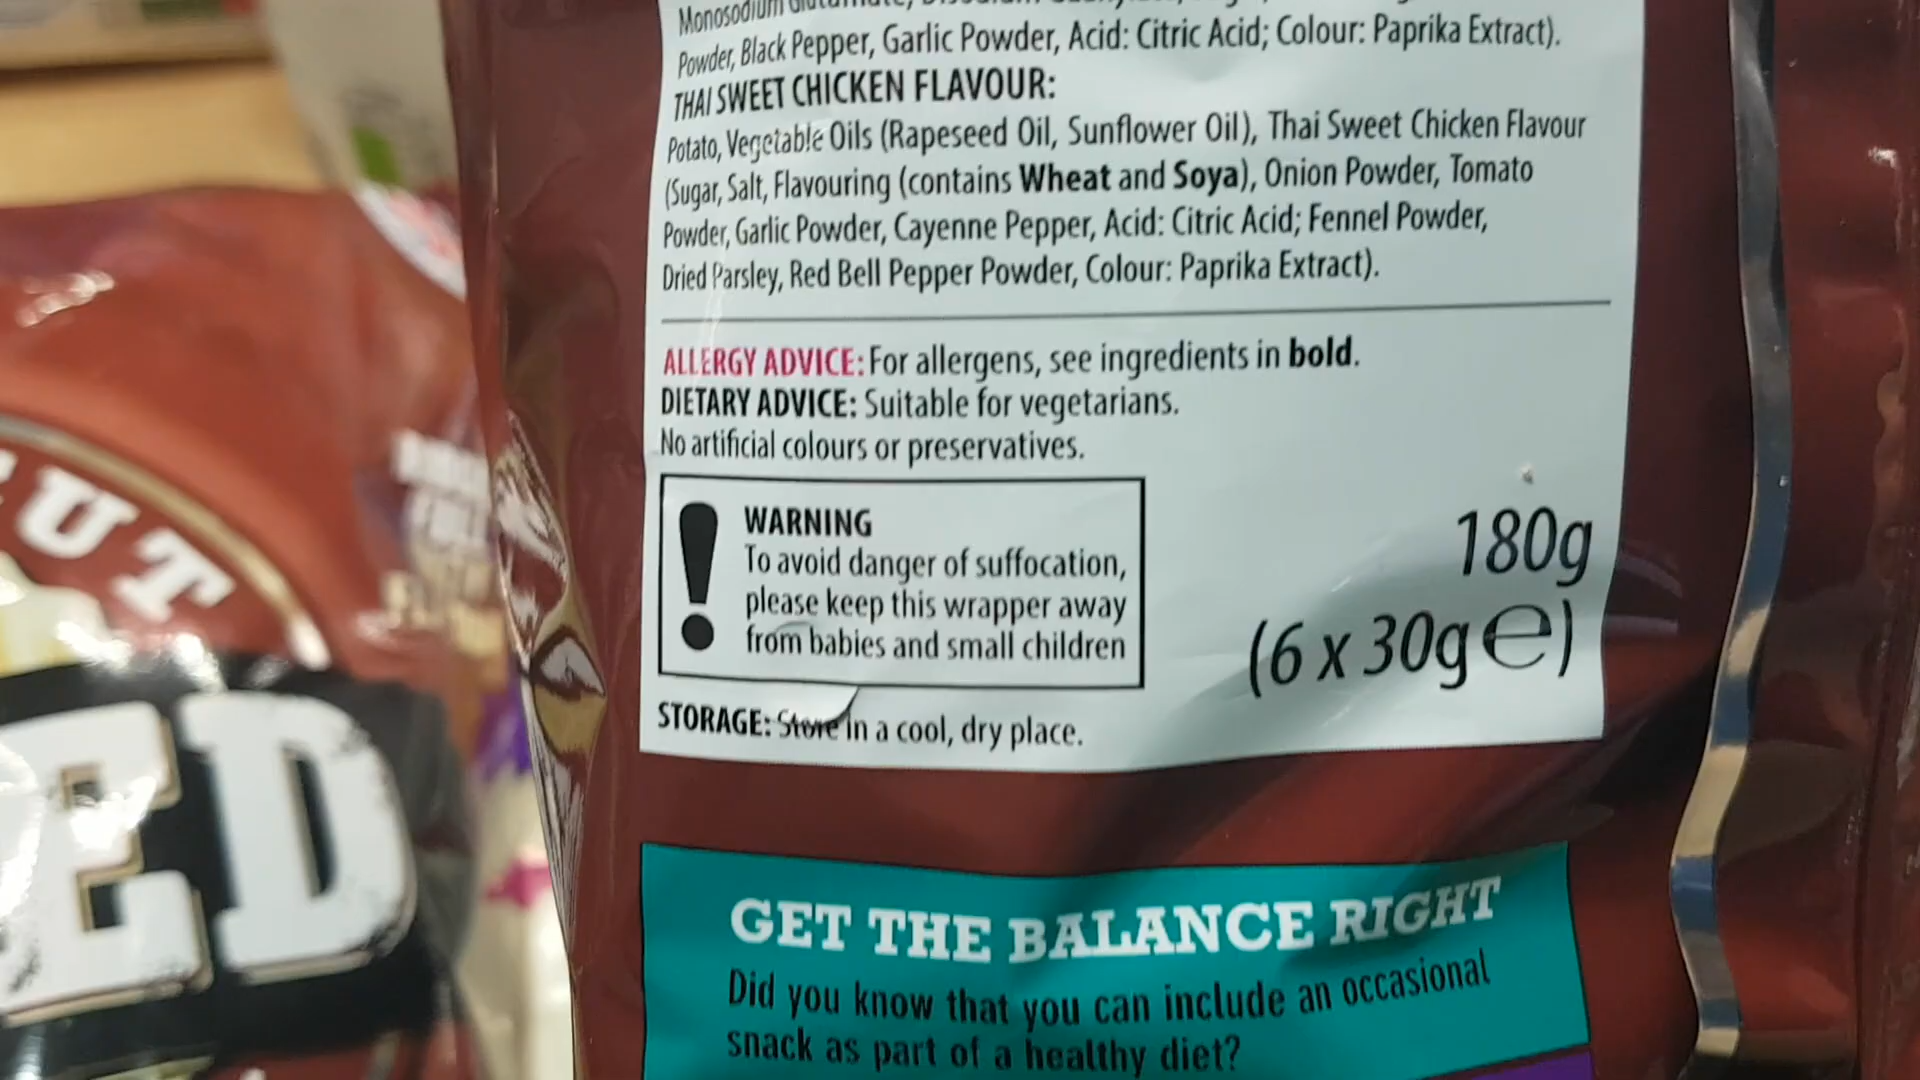 Monosodium
Powder, Black Pepper, Garlic Powder, Acid: Citric Acid; Colour: Paprika Extract).
THAI SWEET CHICKEN FLAVOUR:
Potato, Vegetable Oils (Rapeseed Oil, Sunflower Oil), Thai Sweet Chicken Flavour
(Sugar, Salt, Flavouring (contains Wheat and Soya), Onion Powder, Tomato
Powder, Garlic Powder, Cayenne Pepper, Acid: Citric Acid; Fennel Powder,
Dried Parsley, Red Bell Pepper Powder, Colour: Paprika Extract).
ALLERGY ADVICE: For allergens, see ingredients in bold.
DIETARY ADVICE: Suitable for vegetarians.
No artificial colours or preservatives.
WARNING
To avoid danger of suffocation,
please keep this wrapper away
from babies and small children
180g
(6 x 30g e)
STORAGE: Store in a cool, dry place.
GET THE BALANCE RIGHT
Did you know that you can include an occasional
snack as part of a healthy diet?
UT
ED